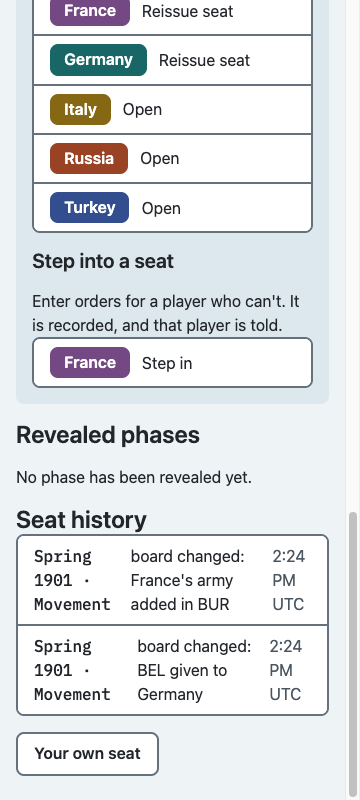 France Reissue seat
Germany Reissue seat
Italy Open
Russia Open
Turkey Open
Step into a seat
Enter orders for a player who can't. It
is recorded, and that player is told.
France Step in
Revealed phases
No phase has been revealed yet.
Seat history
Spring board changed: 2:24
1901 · France's army PM
Movement added in BUR UTC
Spring board changed: 2:24
1901 · BEL given to PM
Movement Germany UTC
Your own seat